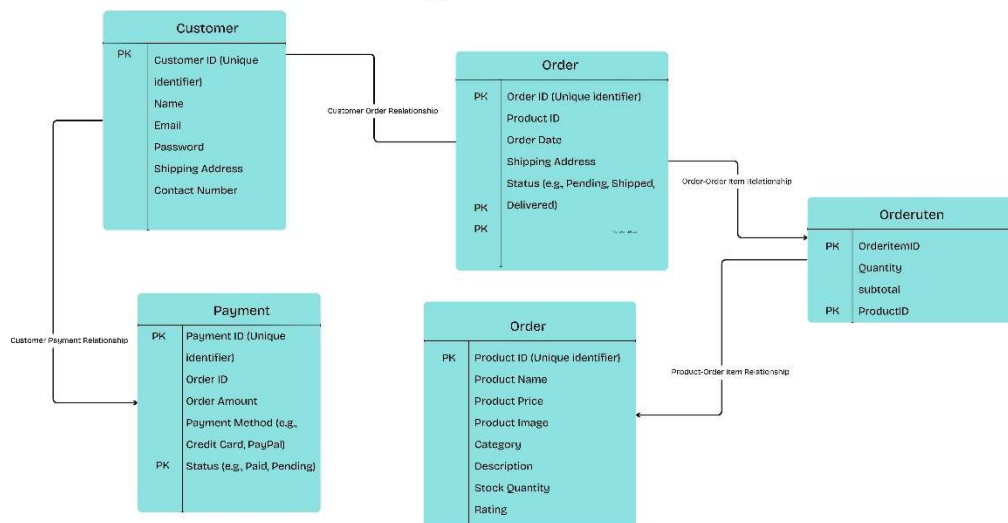 Customer
PK
Customer ID (Unique
identifier)
Name
Email
Password
Shipping Address
Contact Number
Customer Order Realationship
Order
PK
Order ID (Unique identifier)
Product ID
Order Date
Shipping Address
Status (e.g., Pending, Shipped,
PK
Delivered)
PK
Order-Order Item Relationship
Orderuten
PK
OrderitemID
Quantity
subtotal
PK
ProductID
Customer Payment Relationship
Payment
PK
Payment ID (Unique
identifier)
Order ID
Order Amount
Payment Method (e.g.,
Credit Card, PayPal)
PK
Status (e.g., Paid, Pending)
Order
PK
Product ID (Unique identifier)
Product Name
Product Price
Product Image
Category
Description
Stock Quantity
Rating
Product-Order Item Relationship